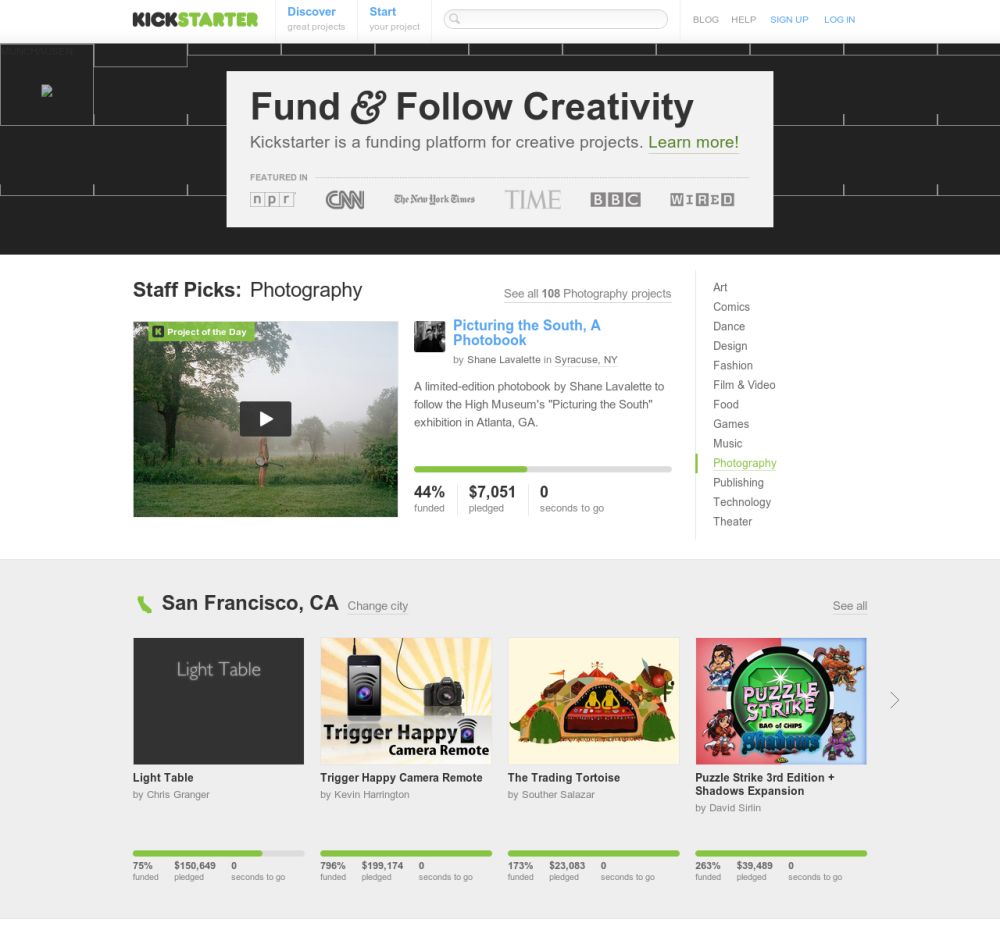 KICKSTARTER
Discover
great projects
Start
your project
BLOG HELP SIGN UP LOG IN
Fund & Follow Creativity
Kickstarter is a funding platform for creative projects. Learn more!
FEATURED IN
npr CNN The New York Times TIME BBC WIRED
Staff Picks: Photography
See all 108 Photography projects
K Project of the Day
Picturing the South, A
Photobook
by Shane Lavalette in Syracuse, NY
A limited-edition photobook by Shane Lavalette to
follow the High Museum's "Picturing the South"
exhibition in Atlanta, GA.
44% $7,051 0
funded pledged seconds to go
Art
Comics
Dance
Design
Fashion
Film & Video
Food
Games
Music
Photography
Publishing
Technology
Theater
San Francisco, CA Change city
See all
Light Table
Trigger Happy
Camera Remote
PUZZLE
STRIKE
BAG of CHIPS
Shadows
Light Table
by Chris Granger
75% $150,649 0
funded pledged seconds to go
Trigger Happy Camera Remote
by Kevin Harrington
796% $199,174 0
funded pledged seconds to go
The Trading Tortoise
by Souther Salazar
173% $23,083 0
funded pledged seconds to go
Puzzle Strike 3rd Edition +
Shadows Expansion
by David Sirlin
263% $39,489 0
funded pledged seconds to go